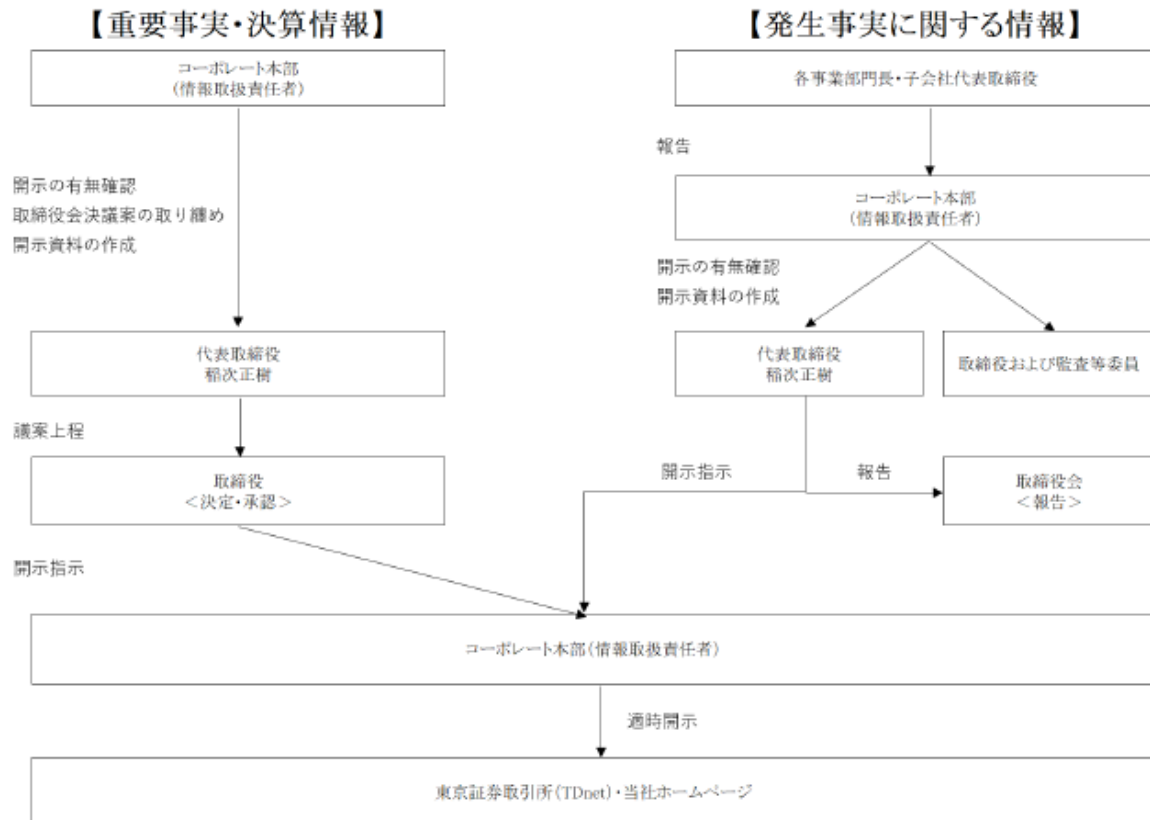 【重要事実・決算情報】
コーポレート本部
(情報取扱責任者)
開示の有無確認
取締役会決議案の取り纏め
開示資料の作成
代表取締役
稲次正樹
議案上程
取締役
＜決定・承認＞
開示指示
【発生事実に関する情報】
各事業部門長・子会社代表取締役
報告
コーポレート本部
(情報取扱責任者)
開示の有無確認
開示資料の作成
代表取締役
稲次正樹
取締役および監査等委員
開示指示
報告
取締役会
＜報告＞
コーポレート本部(情報取扱責任者)
適時開示
東京証券取引所(TDnet)・当社ホームページ